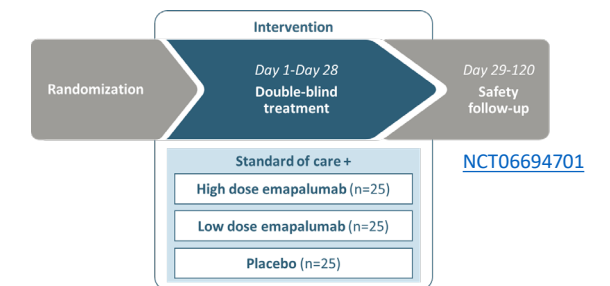 Intervention
Randomization
Day 1-Day 28
Double-blind
treatment
Day 29-120
Safety
follow-up
Standard of care +
High dose emapalumab (n=25)
Low dose emapalumab (n=25)
Placebo (n=25)
NCT06694701